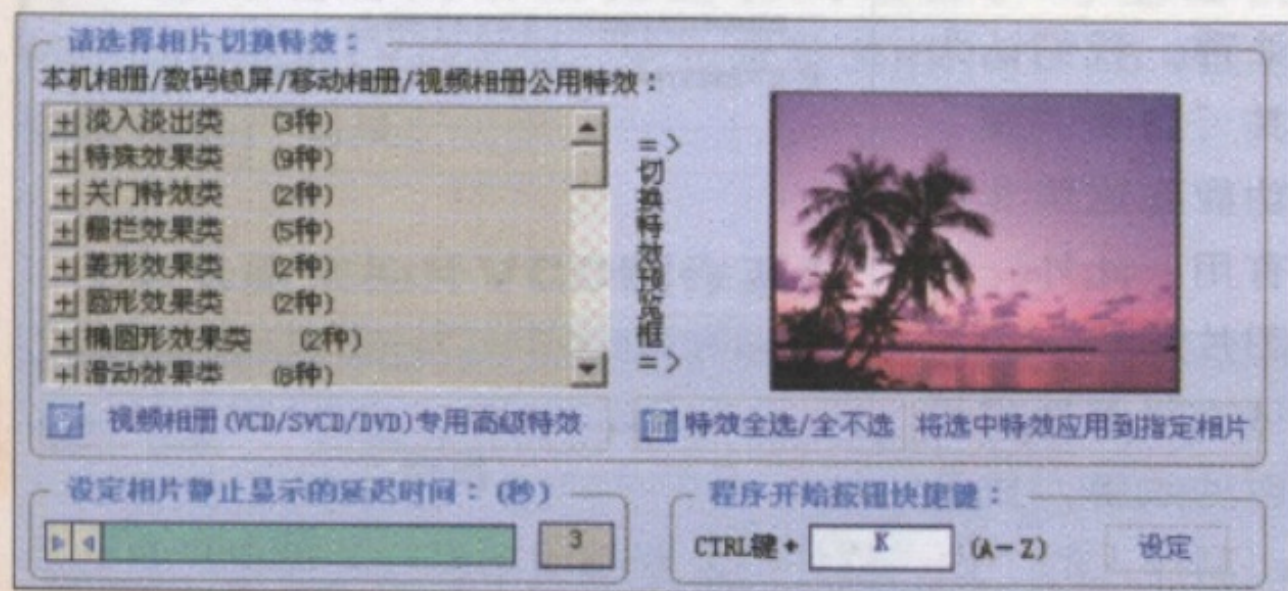 请选择相片切换特效：
本机相册/数码锁屏/移动相册/视频相册公用特效：
淡入淡出类 (3种)
特殊效果类 (9种)
关门特效类 (2种)
栅栏效果类 (5种)
菱形效果类 (2种)
圆形效果类 (2种)
椭圆形效果类 (2种)
滑动效果类 (8种)
=>切换特效预览框=>
视频相册(VCD/SVCD/DVD)专用高级特效
特效全选/全不选
将选中特效应用到指定相片
设定相片静止显示的延迟时间：(秒)
3
程序开始按钮快捷键：
CTRL键+ K (A-Z) 设定